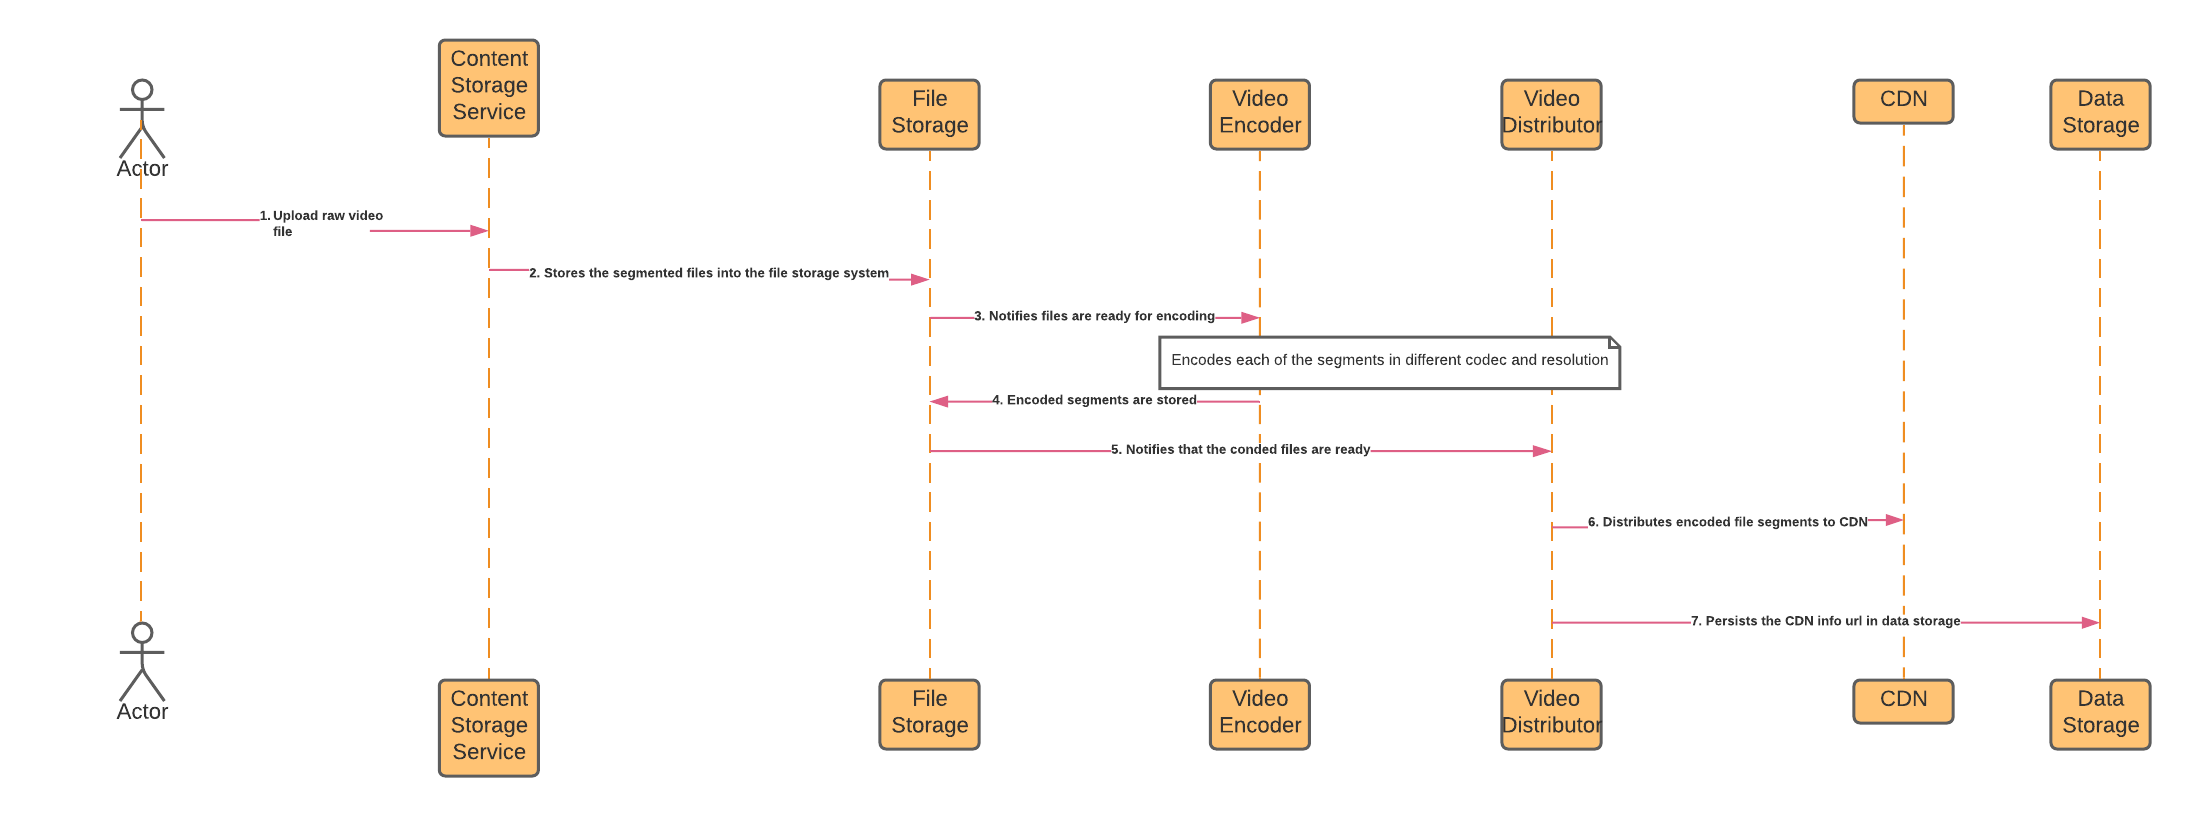 Content
Storage
Service
File
Storage
Video
Encoder
Video
Distributor
CDN
Data
Storage
Actor
1. Upload raw video
file
2. Stores the segmented files into the file storage system
3. Notifies files are ready for encoding
Encodes each of the segments in different codec and resolution
4. Encoded segments are stored
5. Notifies that the conded files are ready
6. Distributes encoded file segments to CDN
7. Persists the CDN info url in data storage
Actor
Content
Storage
Service
File
Storage
Video
Encoder
Video
Distributor
CDN
Data
Storage